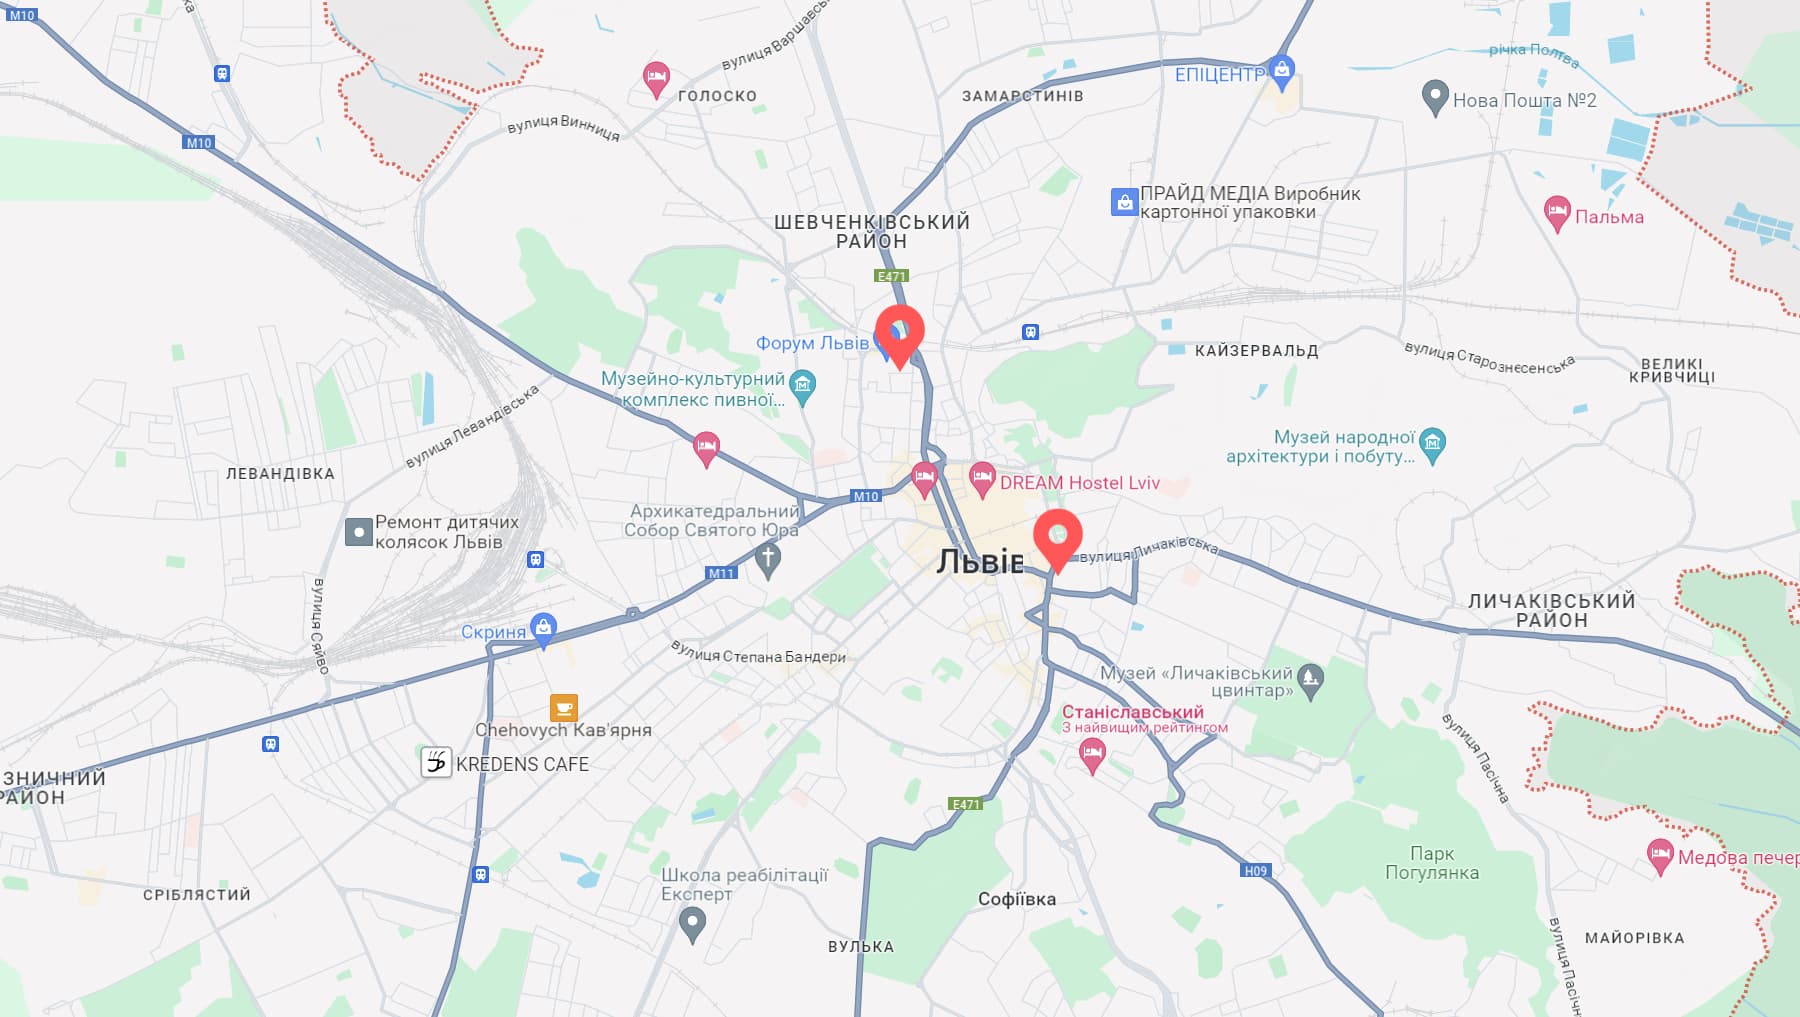 M10
вулиця Варшавсь
річка Полтва
ЕПІЦЕНТР
ГОЛОСКО
ЗАМАРСТИНІВ
Нова Пошта №2
вулиця Винниця
M10
ПРАЙД МЕДІА Виробник
картонної упаковки
Пальма
ШЕВЧЕНКІВСЬКИЙ
РАЙОН
E471
Форум Львів
КАЙЗЕРВАЛЬД
вулиця Старознєсенська
ВЕЛИКІ
КРИВЧИЦІ
Музейно-культурний
комплекс пивної...
вулиця Левандівська
Музей народної
архітектури і побуту...
ЛЕВАНДІВКА
DREAM Hostel Lviv
M10
Архикатедральний
Собор Святого Юра
Ремонт дитячих
колясок Львів
Львів
вулиця Личаківська
M11
вулиця Сяйво
ЛИЧАКІВСЬКИЙ
РАЙОН
Скриня
вулиця Степана Бандери
Музей «Личаківський
цвинтар»
Станіславський
З найвищим рейтингом
Chehovych Кав'ярня
KREDENS CAFE
вулиця Пасічна
ЗНИЧНИЙ
РАЙОН
E471
Парк
Погулянка
Медова печер
H09
Школа реабілітації
Експерт
СРІБЛЯСТИЙ
Софіївка
ВУЛЬКА
МАЙОРІВКА
вулиця Пасічн